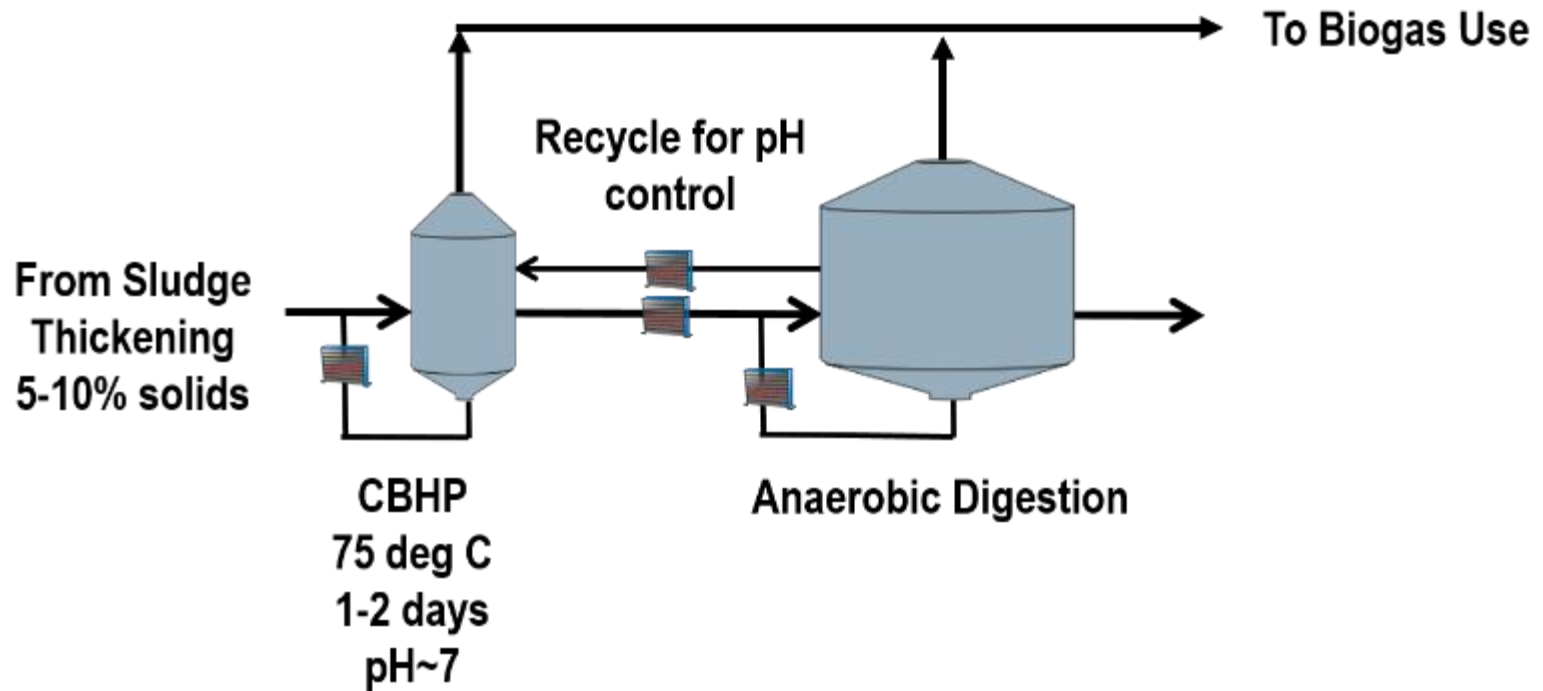 To Biogas Use
Recycle for pH
control
From Sludge
Thickening
5-10% solids
CBHP
75 deg C
1-2 days
pH~7
Anaerobic Digestion